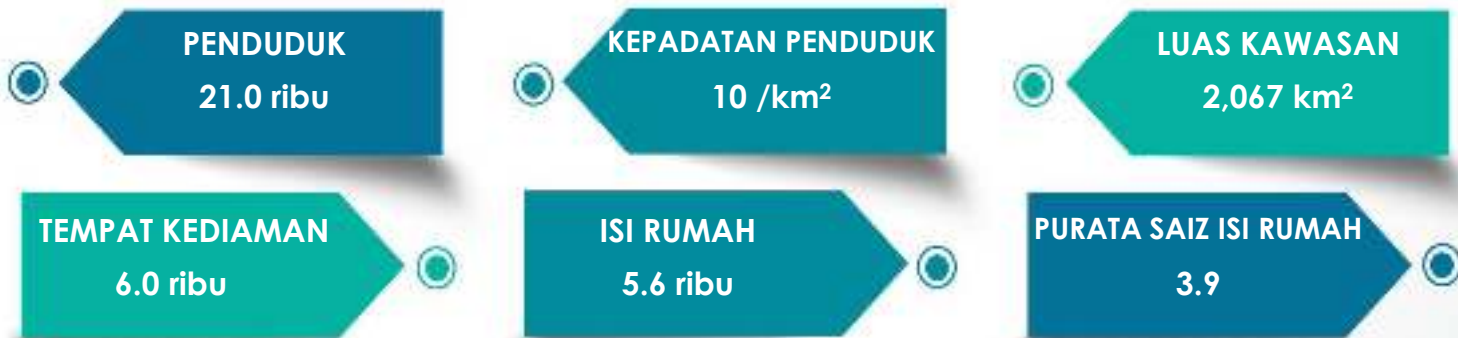 PENDUDUK
21.0 ribu
KEPADATAN PENDUDUK
10 /km²
LUAS KAWASAN
2,067 km²
TEMPAT KEDIAMAN
6.0 ribu
ISI RUMAH
5.6 ribu
PURATA SAIZ ISI RUMAH
3.9